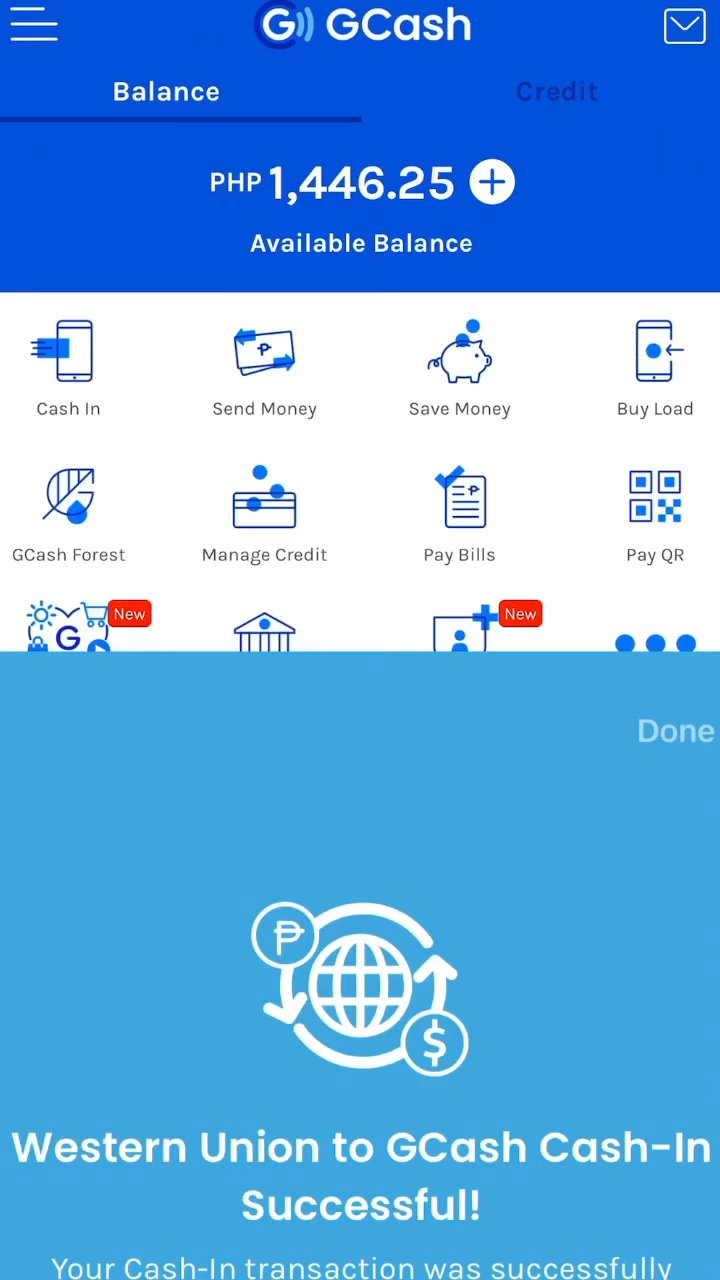 GCash
Balance
Credit
PHP 1,446.25
Available Balance
Cash In
Send Money
Save Money
Buy Load
GCash Forest
Manage Credit
Pay Bills
Pay QR
New
New
Done
Western Union to GCash Cash-In
Successful!
Your Cash-In transaction was successfully